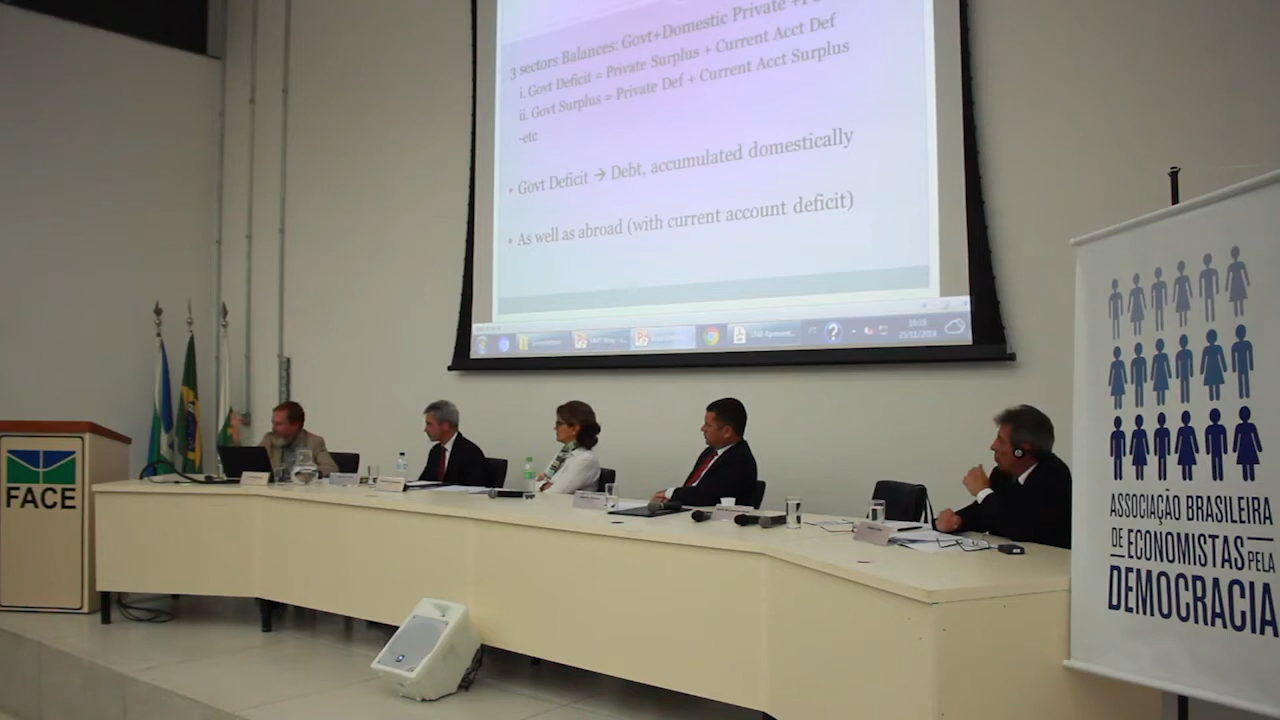 3 sectors Balances: Govt+Domestic Private
i. Govt Deficit = Private Surplus + Current Acct Def
ii. Govt Surplus = Private Def + Current Acct Surplus
-etc
• Govt Deficit → Debt, accumulated domestically
• As well as abroad (with current account deficit)
FACE
ASSOCIAÇÃO BRASILEIRA
DE ECONOMISTAS PELA
DEMOCRACIA